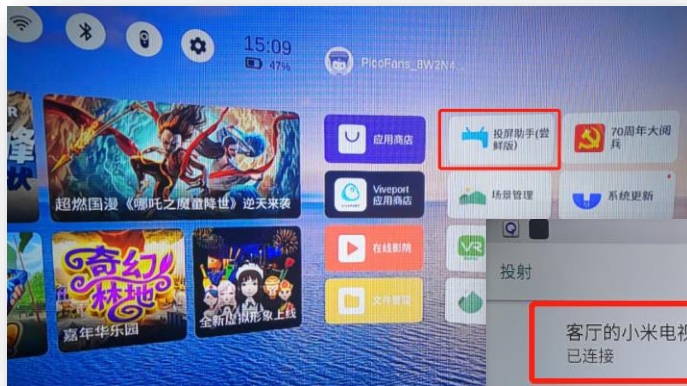 15:09
47%
PicoFans_8W2N4...
超燃国漫《哪吒之魔童降世》逆天来袭
应用商店
投屏助手(尝
鲜版)
70周年大阅
兵
Viveport
应用商店
场景管理
系统更新
奇幻
林地
嘉年华乐园
全新虚拟形象上线
在线影院
VR
文件管理
投射
客厅的小米电视
已连接